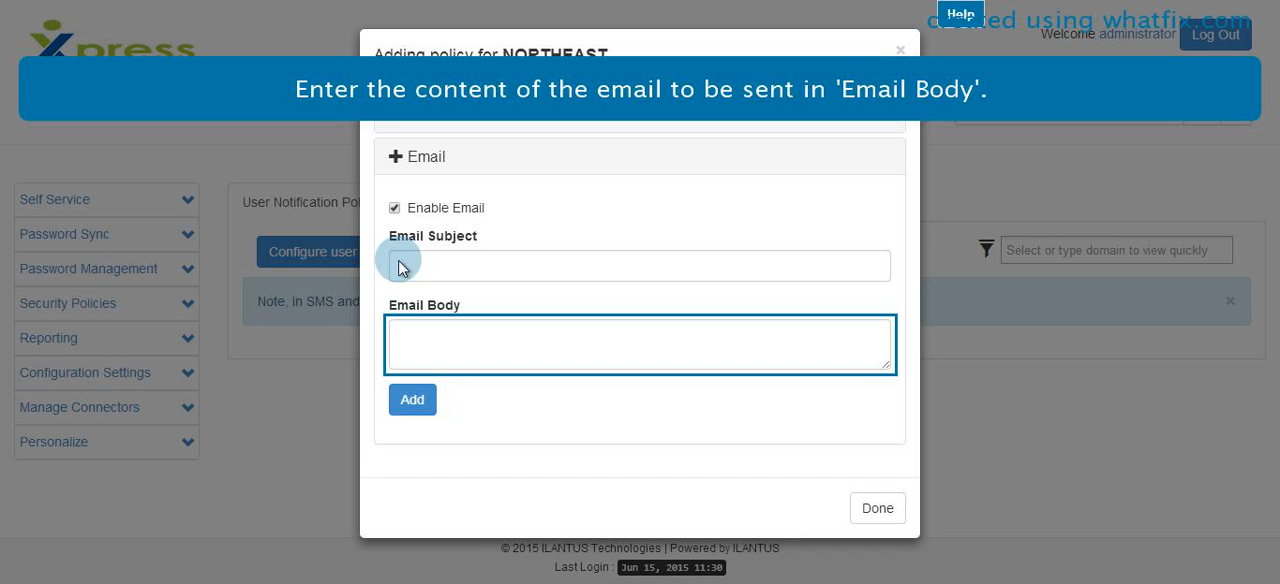 Help
created using whatfix.com
Xpress
Welcome administrator
Log Out
Adding policy for NORTHEAST
×
Enter the content of the email to be sent in 'Email Body'.
Email
Self Service
User Notification Pol
Enable Email
Password Sync
Email Subject
Configure user
Select or type domain to view quickly
Password Management
Security Policies
Note, In SMS and
Email Body
×
Reporting
Configuration Settings
Add
Manage Connectors
Personalize
Done
© 2015 ILANTUS Technologies | Powered by ILANTUS
Last Login : Jun 15, 2015 11:30